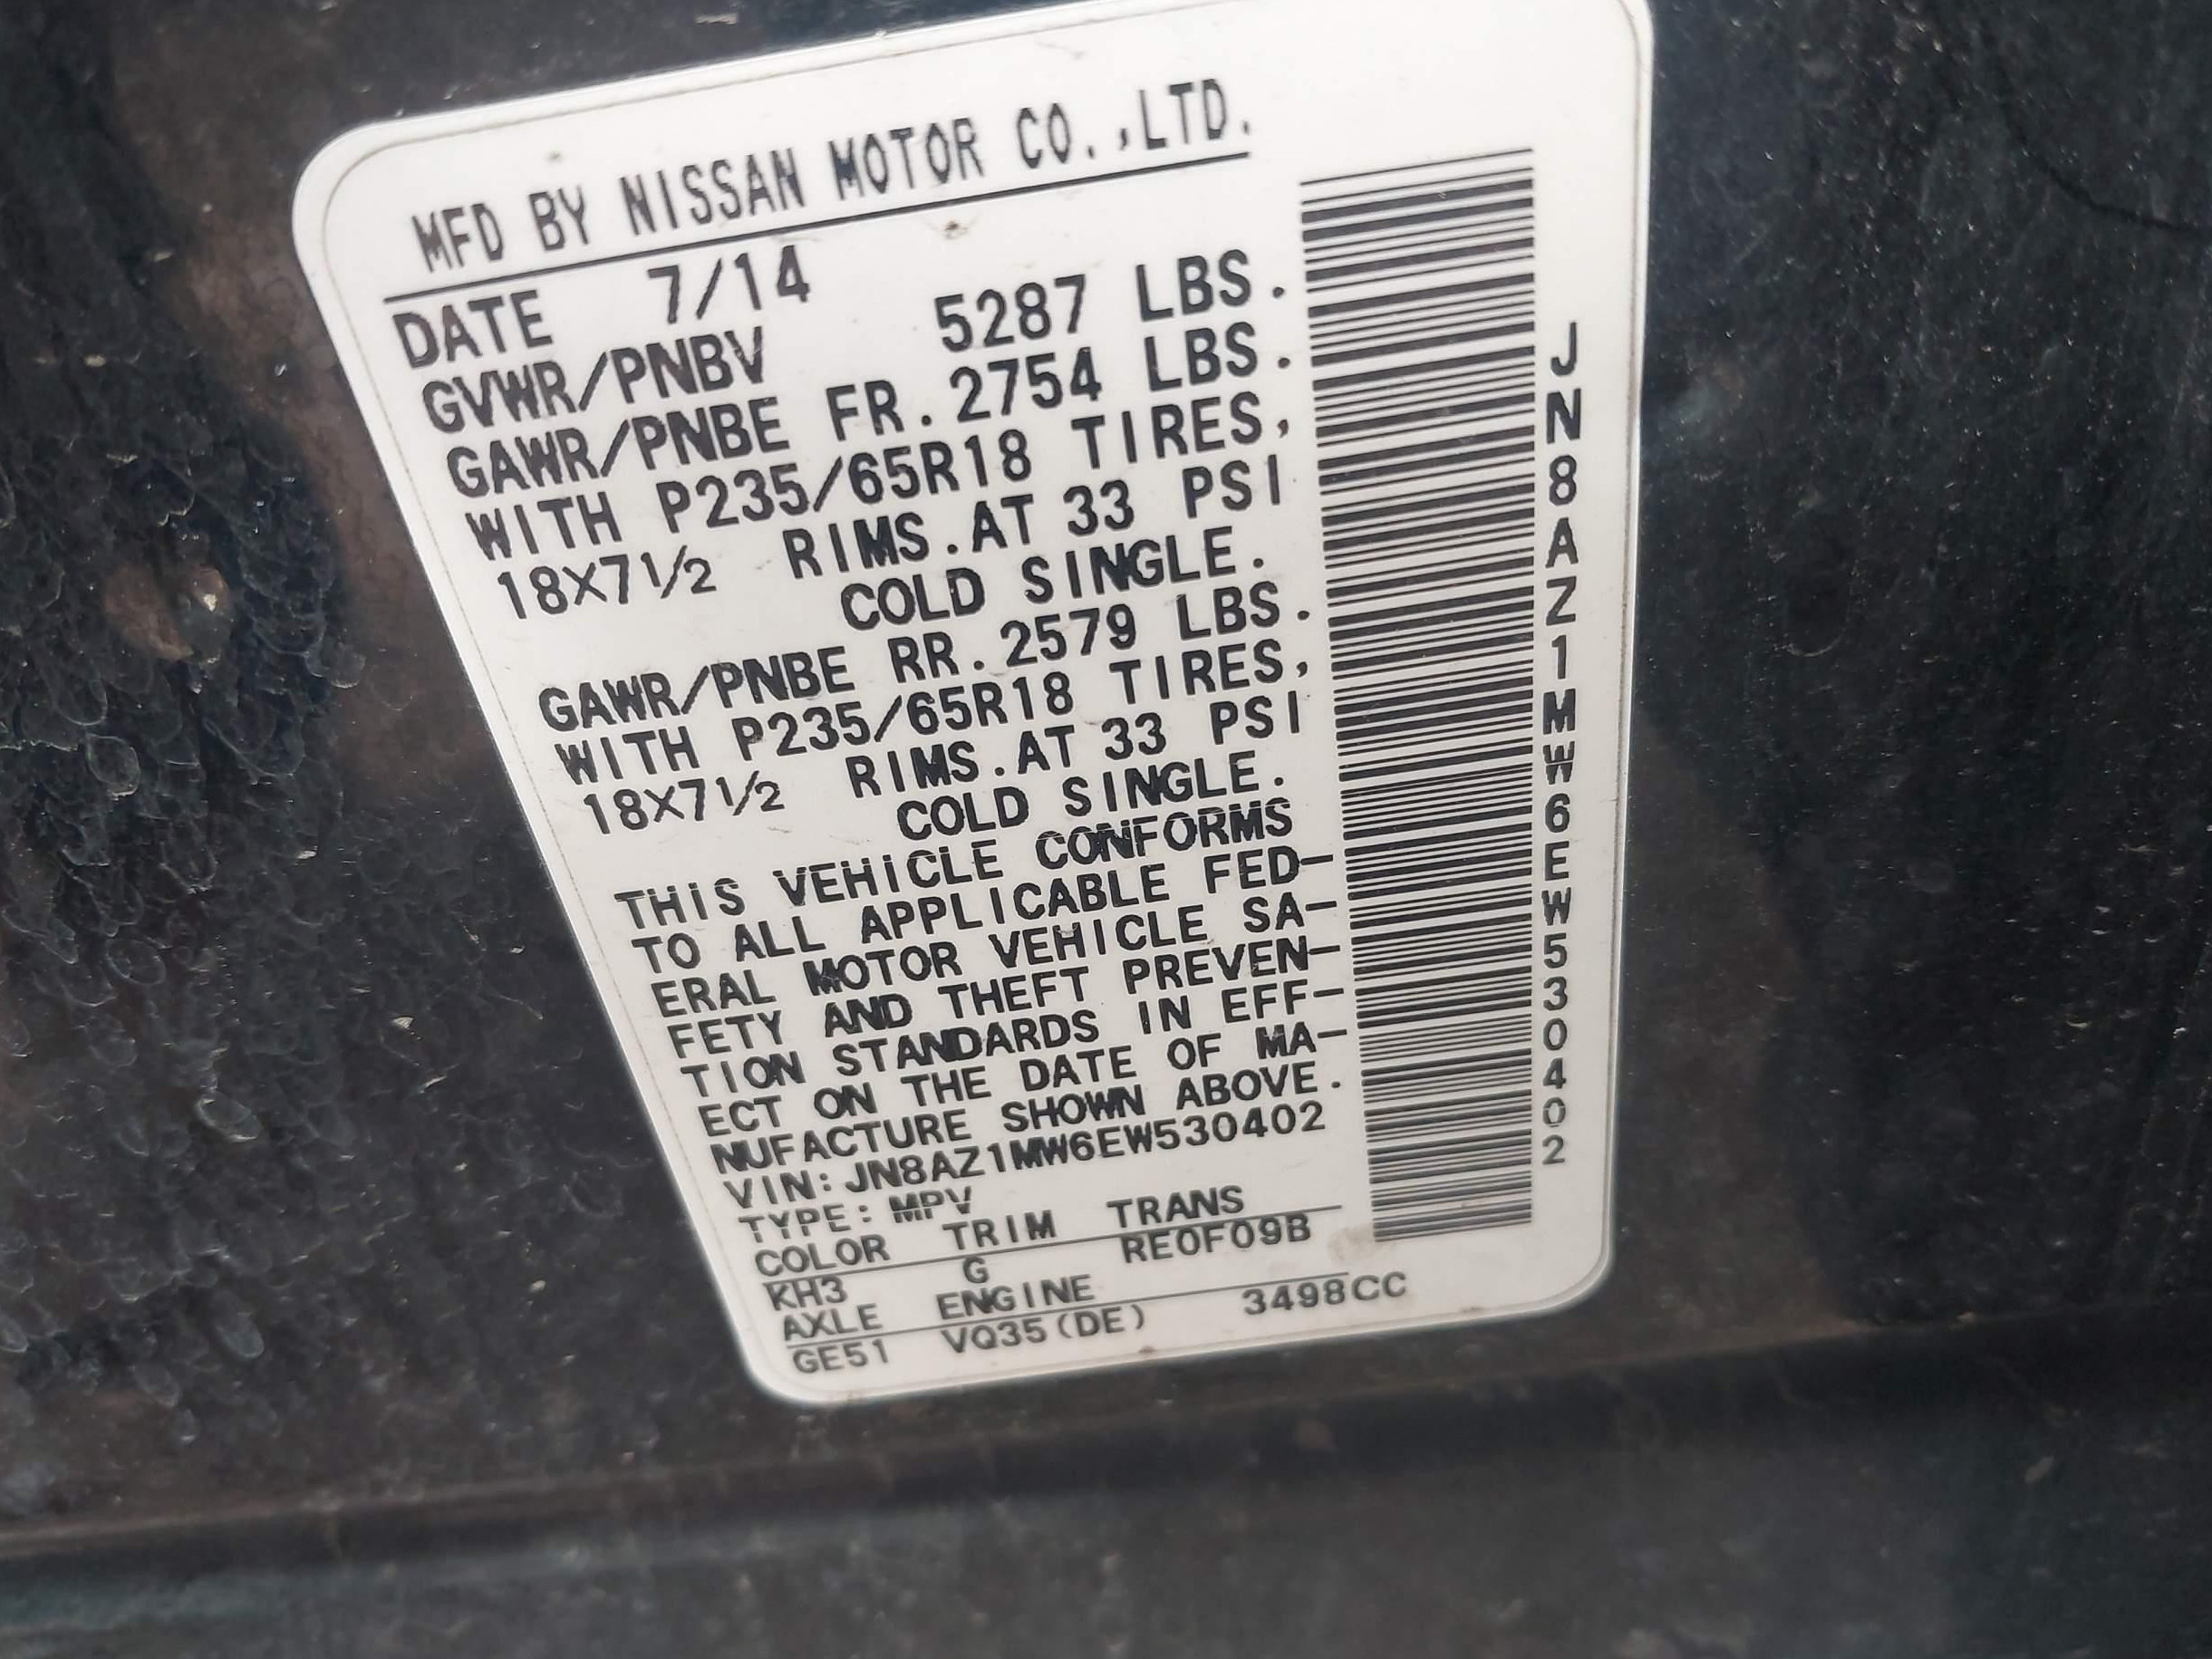 MFD BY NISSAN MOTOR CO.,LTD.
DATE 7/14
GVWR/PNBV 5287 LBS.
GAWR/PNBE FR.2754 LBS.
WITH P235/65R18 TIRES,
18X7½ RIMS.AT 33 PSI
COLD SINGLE.
GAWR/PNBE RR.2579 LBS.
WITH P235/65R18 TIRES,
18X7½ RIMS.AT 33 PSI
COLD SINGLE.
THIS VEHICLE CONFORMS
TO ALL APPLICABLE FED-
ERAL MOTOR VEHICLE SA-
FETY AND THEFT PREVEN-
TION STANDARDS IN EFF-
ECT ON THE DATE OF MA-
NUFACTURE SHOWN ABOVE.
VIN:JN8AZ1MW6EW530402
TYPE:MPV
COLOR TRIM TRANS
KH3 G RE0F09B
AXLE ENGINE
GE51 VQ35(DE) 3498CC
JN8AZ1MW6EW530402